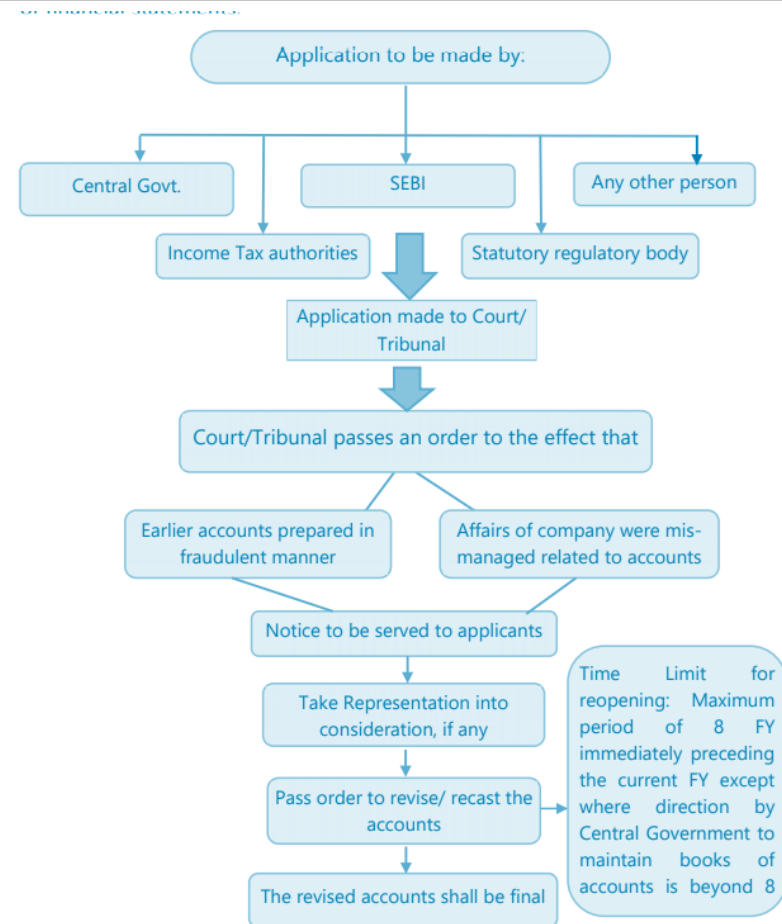 of financial statements.
Application to be made by:
Central Govt.
SEBI
Any other person
Income Tax authorities
Statutory regulatory body
Application made to Court/
Tribunal
Court/Tribunal passes an order to the effect that
Earlier accounts prepared in
fraudulent manner
Affairs of company were mis-
managed related to accounts
Notice to be served to applicants
Take Representation into
consideration, if any
Pass order to revise/ recast the
accounts
The revised accounts shall be final
Time Limit for
reopening: Maximum
period of 8 FY
immediately preceding
the current FY except
where direction by
Central Government to
maintain books of
accounts is beyond 8